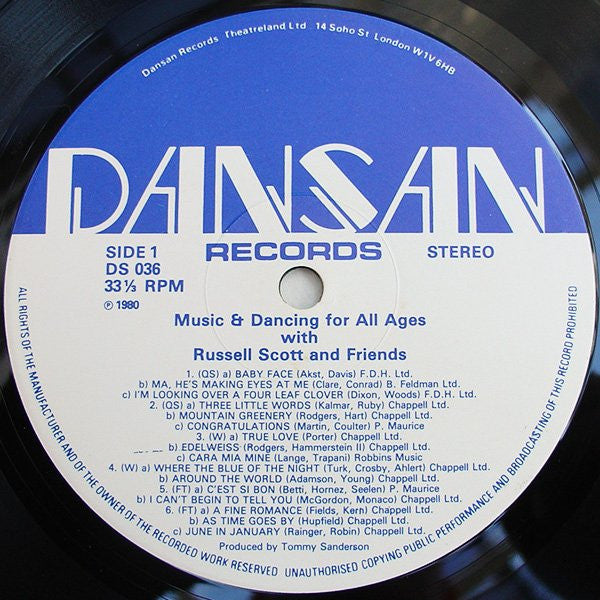 Dansan Records Theatreland Ltd 14 Soho St London W1V 6HB
DANSAN
RECORDS
SIDE 1
DS 036
33⅓ RPM
℗ 1980
STEREO
Music & Dancing for All Ages
with
Russell Scott and Friends
1. (QS) a) BABY FACE (Akst, Davis) F.D.H. Ltd.
b) MA, HE'S MAKING EYES AT ME (Clare, Conrad) B. Feldman Ltd.
c) I'M LOOKING OVER A FOUR LEAF CLOVER (Dixon, Woods) F.D.H. Ltd.
2. (QS) a) THREE LITTLE WORDS (Kalmar, Ruby) Chappell Ltd.
b) MOUNTAIN GREENERY (Rodgers, Hart) Chappell Ltd.
c) CONGRATULATIONS (Martin, Coulter) P. Maurice
3. (W) a) TRUE LOVE (Porter) Chappell Ltd.
b) EDELWEISS (Rodgers, Hammerstein II) Chappell Ltd.
c) CARA MIA MINE (Lange, Trapani) Robbins Music
4. (W) a) WHERE THE BLUE OF THE NIGHT (Turk, Crosby, Ahlert) Chappell Ltd.
b) AROUND THE WORLD (Adamson, Young) Chappell Ltd.
5. (FT) a) C'EST SI BON (Betti, Hornez, Seelen) P. Maurice
b) I CAN'T BEGIN TO TELL YOU (McGordon, Monaco) Chappell Ltd.
6. (FT) a) A FINE ROMANCE (Fields, Kern) Chappell Ltd.
b) AS TIME GOES BY (Hupfield) Chappell Ltd.
c) JUNE IN JANUARY (Rainger, Robin) Chappell Ltd.
Produced by Tommy Sanderson
ALL RIGHTS OF THE MANUFACTURER AND OF THE OWNER OF THE RECORDED WORK RESERVED UNAUTHORISED COPYING PUBLIC PERFORMANCE AND BROADCASTING OF THIS RECORD PROHIBITED